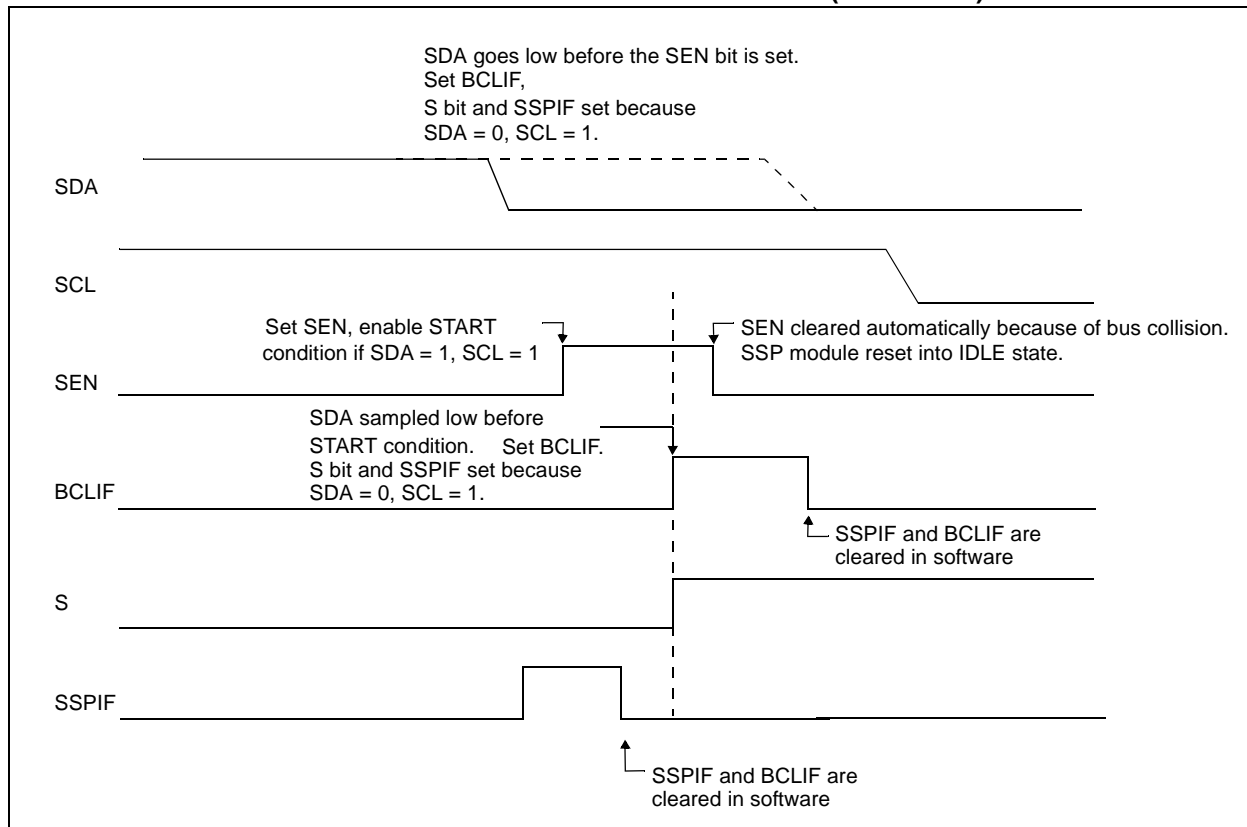 SDA goes low before the SEN bit is set.
Set BCLIF,
S bit and SSPIF set because
SDA = 0, SCL = 1.
SDA
SCL
Set SEN, enable START
condition if SDA = 1, SCL = 1
SEN cleared automatically because of bus collision.
SSP module reset into IDLE state.
SEN
SDA sampled low before
START condition. Set BCLIF.
S bit and SSPIF set because
SDA = 0, SCL = 1.
BCLIF
SSPIF and BCLIF are
cleared in software
S
SSPIF
SSPIF and BCLIF are
cleared in software